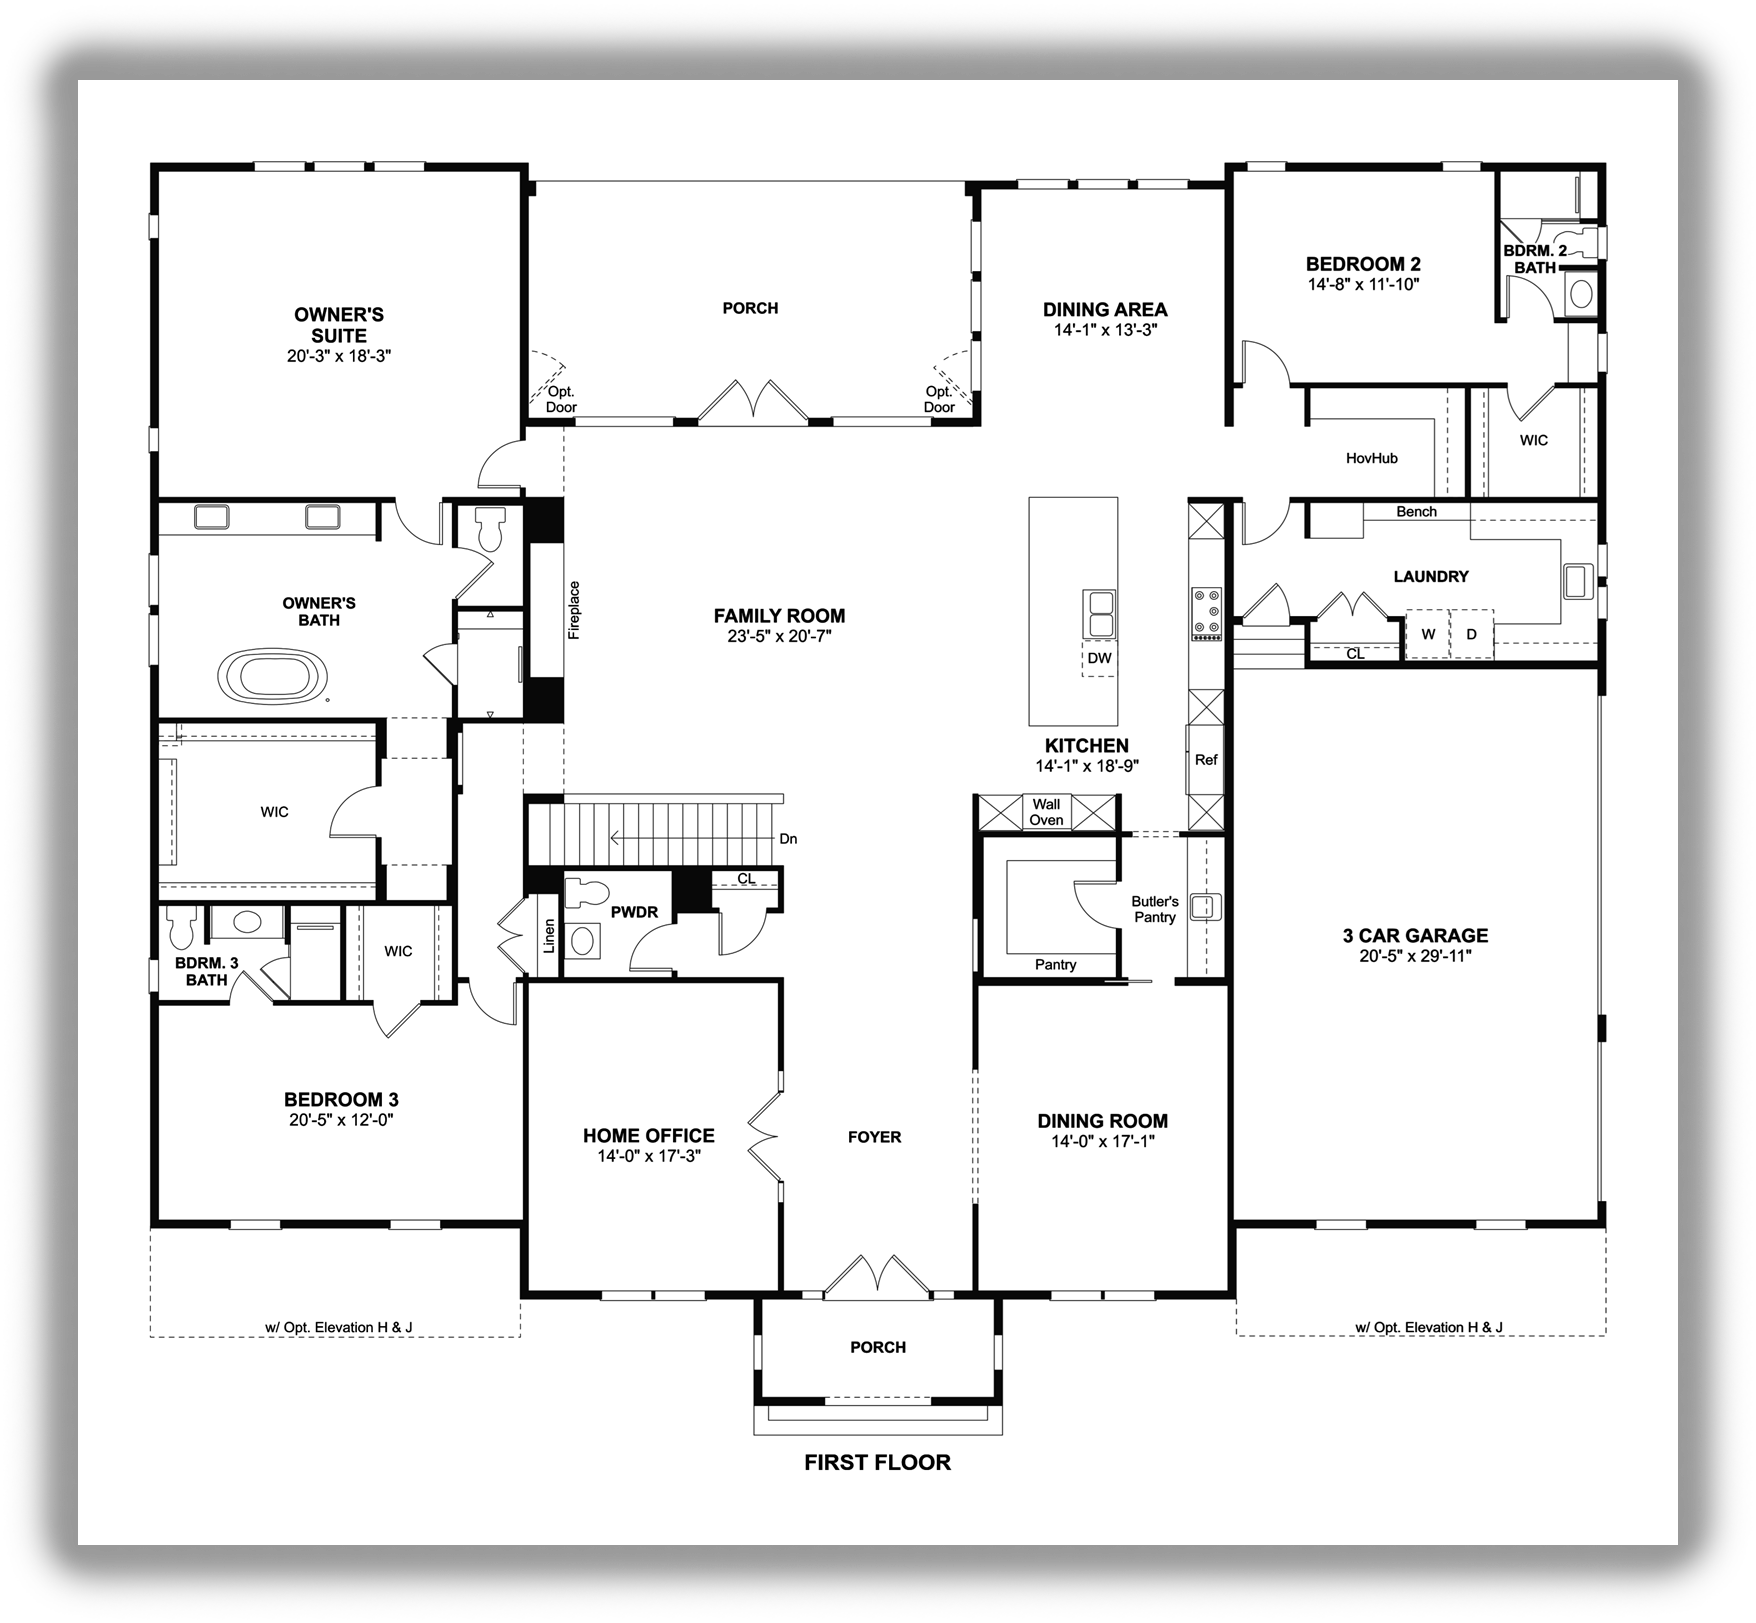 OWNER'S
SUITE
20'-3" x 18'-3"
PORCH
Opt.
Door
Opt.
Door
DINING AREA
14'-1" x 13'-3"
BEDROOM 2
14'-8" x 11'-10"
BDRM. 2
BATH
HovHub
WIC
Bench
LAUNDRY
W
D
CL
OWNER'S
BATH
Fireplace
FAMILY ROOM
23'-5" x 20'-7"
DW
KITCHEN
14'-1" x 18'-9"
Ref
Wall
Oven
WIC
Dn
CL
PWDR
Linen
BDRM. 3
BATH
WIC
Butler's
Pantry
Pantry
3 CAR GARAGE
20'-5" x 29'-11"
BEDROOM 3
20'-5" x 12'-0"
HOME OFFICE
14'-0" x 17'-3"
FOYER
DINING ROOM
14'-0" x 17'-1"
w/ Opt. Elevation H & J
PORCH
w/ Opt. Elevation H & J
FIRST FLOOR